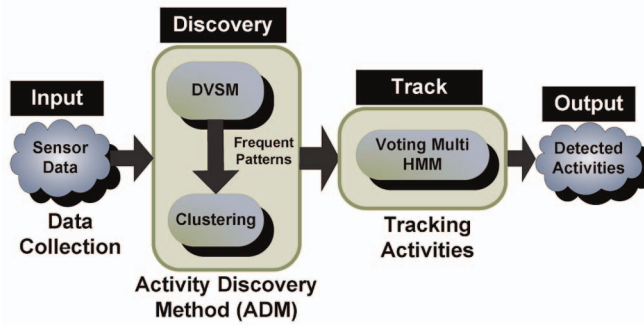 Input
Sensor
Data
Data
Collection
Discovery
DVSM
Frequent
Patterns
Clustering
Activity Discovery
Method (ADM)
Track
Voting Multi
HMM
Tracking
Activities
Output
Detected
Activities